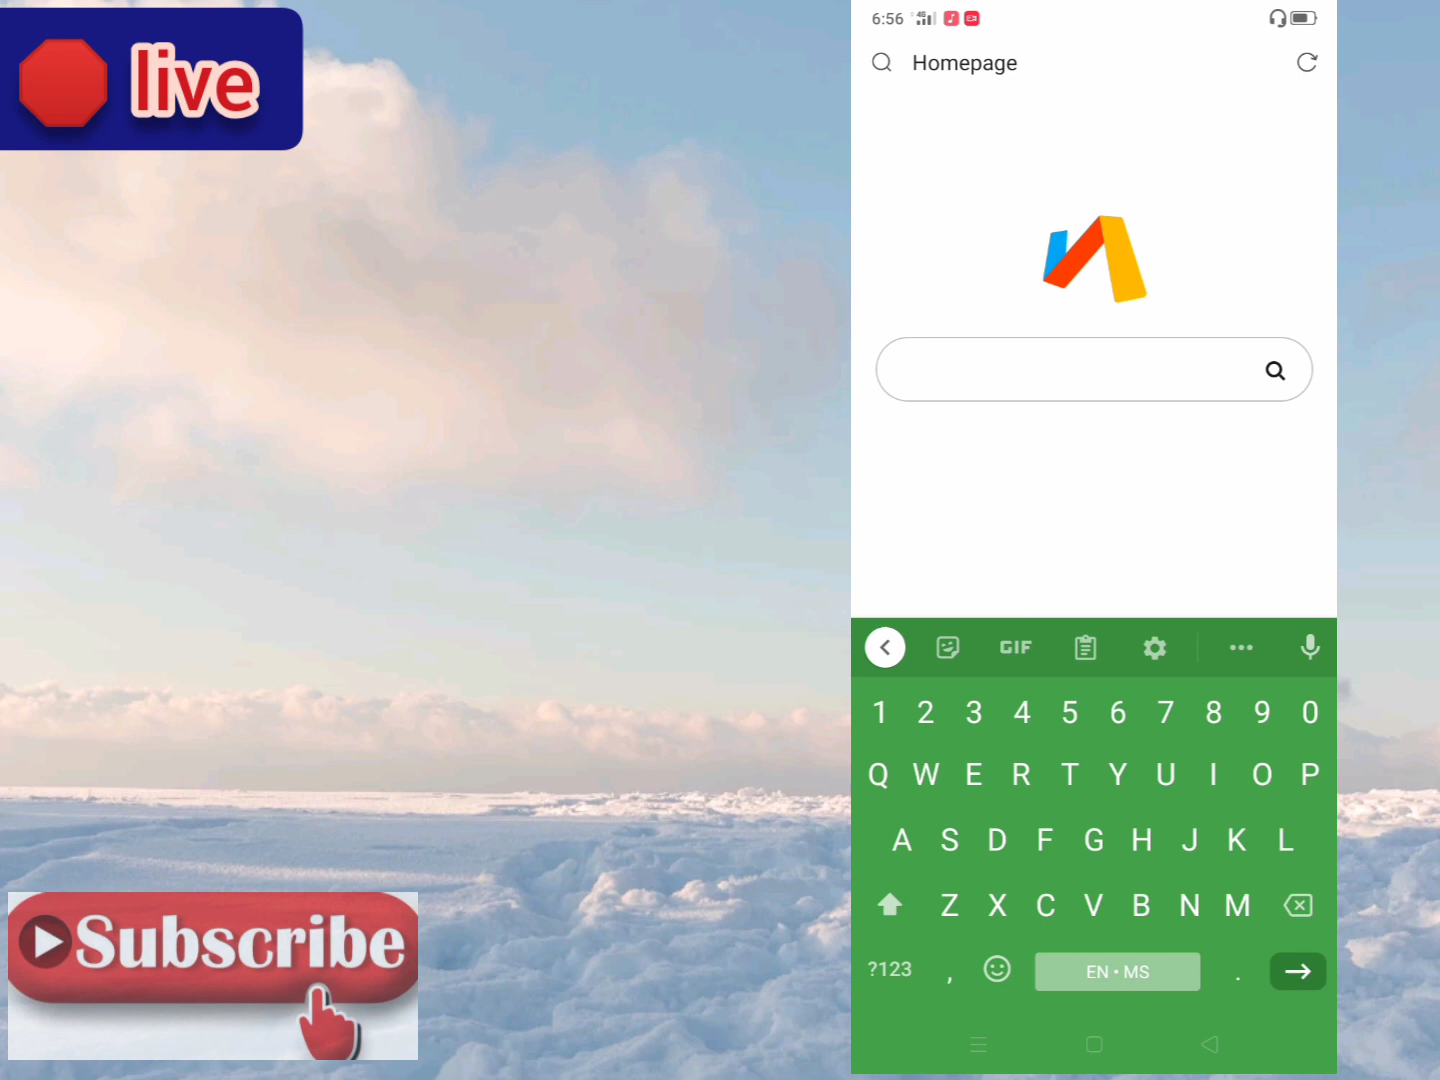 live
6:56 4G
Homepage
GIF
1 2 3 4 5 6 7 8 9 0
Q W E R T Y U I O P
A S D F G H J K L
Z X C V B N M
?123 , EN • MS .
Subscribe